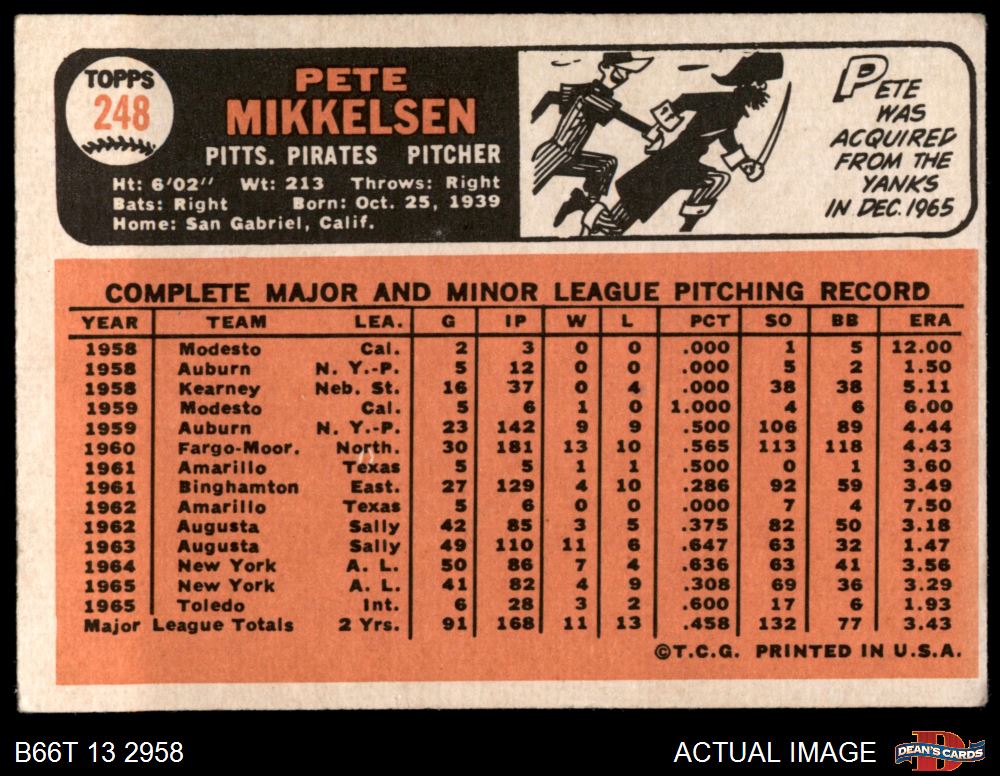 TOPPS
248
PETE
MIKKELSEN
PITTS. PIRATES PITCHER
Ht: 6'02" Wt: 213 Throws: Right
Bats: Right Born: Oct. 25, 1939
Home: San Gabriel, Calif.
PETE
WAS
ACQUIRED
FROM THE
YANKS
IN DEC. 1965
COMPLETE MAJOR AND MINOR LEAGUE PITCHING RECORD
YEAR TEAM LEA. G IP W L PCT SO BB ERA
1958 Modesto Cal. 2 3 0 0 .000 1 5 12.00
1958 Auburn N. Y.-P. 5 12 0 0 .000 5 2 1.50
1958 Kearney Neb. St. 16 37 0 4 .000 38 38 5.11
1959 Modesto Cal. 5 6 1 0 1.000 4 6 6.00
1959 Auburn N. Y.-P. 23 142 9 9 .500 106 89 4.44
1960 Fargo-Moor. North. 30 181 13 10 .565 113 118 4.43
1961 Amarillo Texas 5 5 1 1 .500 0 1 3.60
1961 Binghamton East. 27 129 4 10 .286 92 59 3.49
1962 Amarillo Texas 5 6 0 0 .000 7 4 7.50
1962 Augusta Sally 42 85 3 5 .375 82 50 3.18
1963 Augusta Sally 49 110 11 6 .647 63 32 1.47
1964 New York A. L. 50 86 7 4 .636 63 41 3.56
1965 New York A. L. 41 82 4 9 .308 69 36 3.29
1965 Toledo Int. 6 28 3 2 .600 17 6 1.93
Major League Totals 2 Yrs. 91 168 11 13 .458 132 77 3.43
©T.C.G. PRINTED IN U.S.A.
B66T 13 2958
ACTUAL IMAGE
DEAN'S CARDS